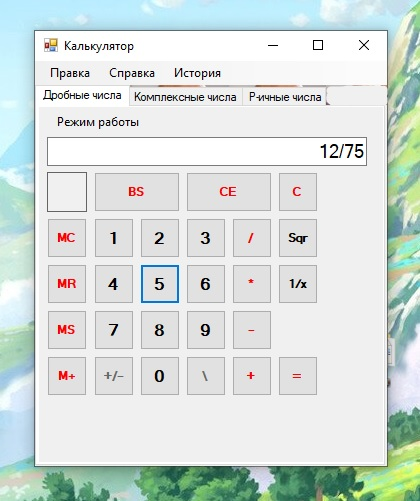 Калькулятор
Правка Справка История
Дробные числа Комплексные числа Р-ичные числа
Режим работы
12/75
BS CE C
MC 1 2 3 / Sqr
MR 4 5 6 * 1/x
MS 7 8 9 -
M+ +/- 0 \ + =